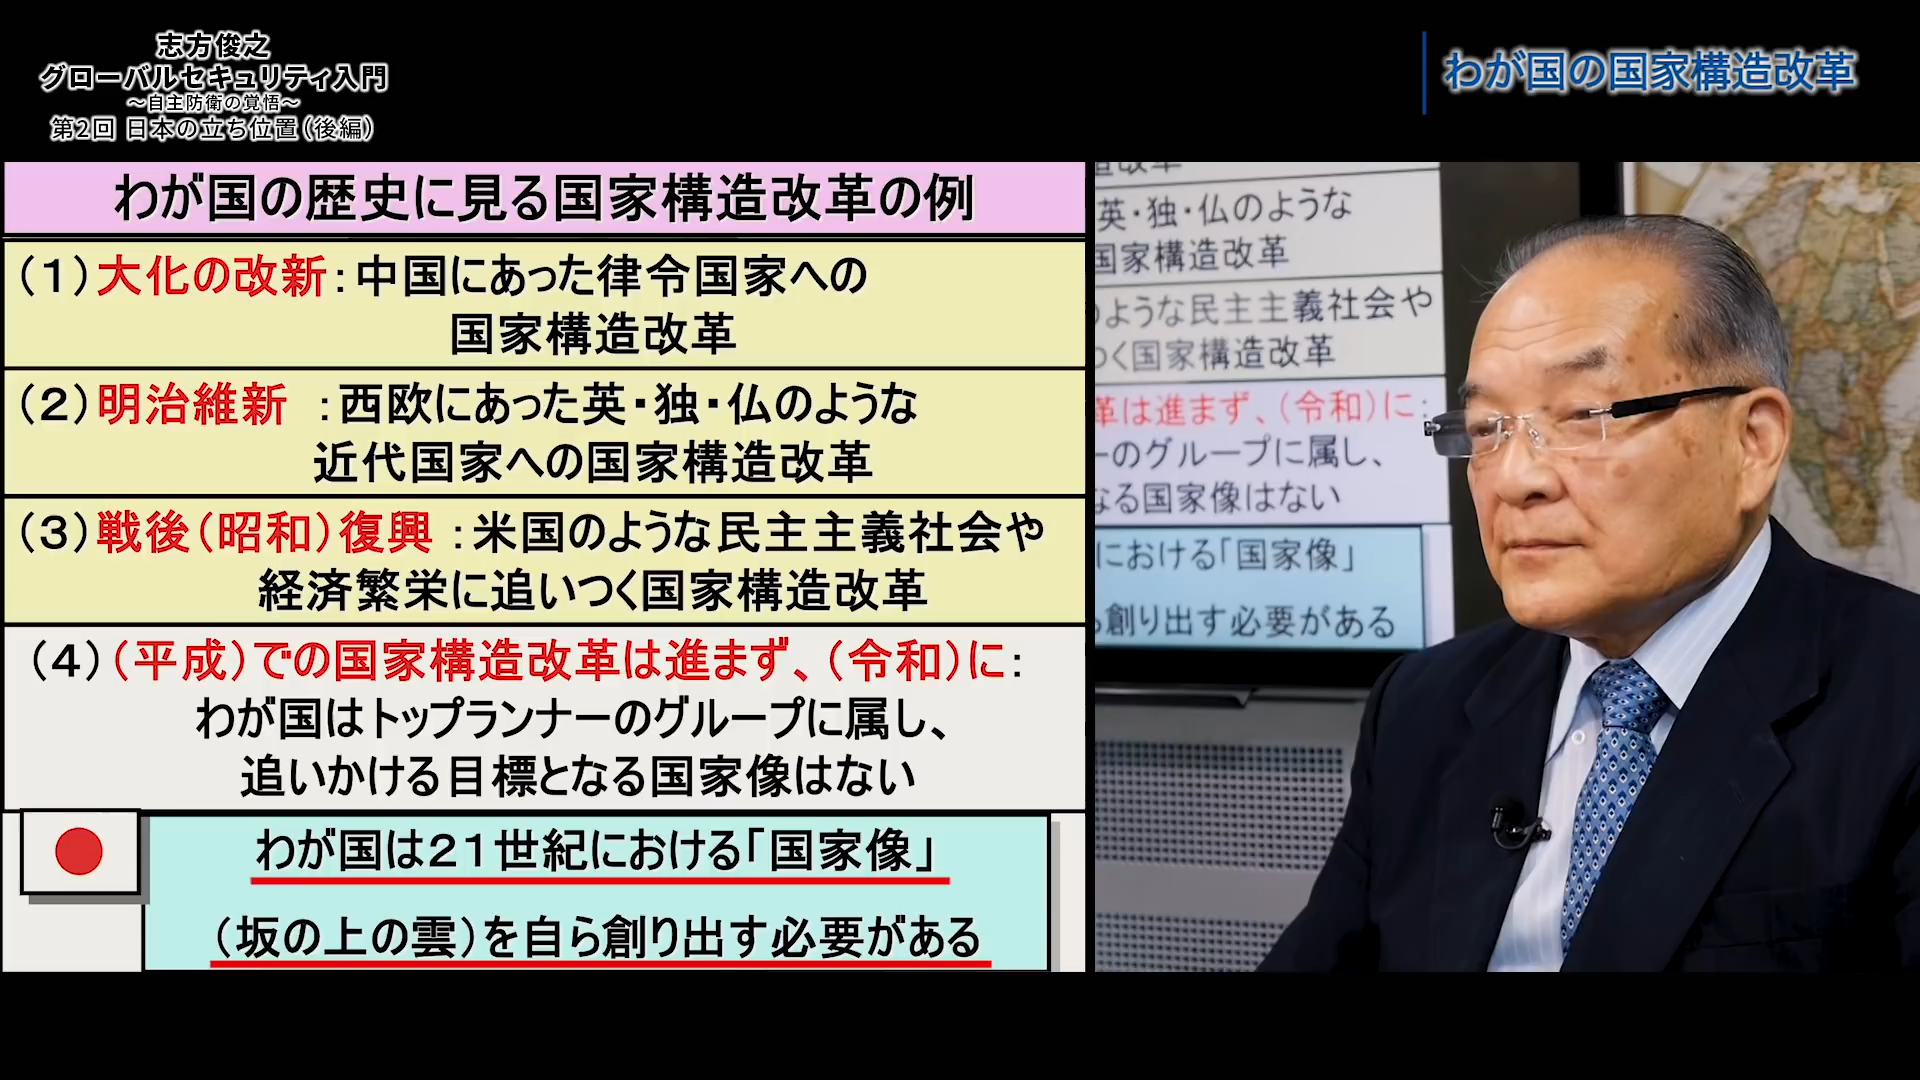 志方俊之
グローバルセキュリティ入門
～自主防衛の覚悟～
第2回 日本の立ち位置（後編）
わが国の国家構造改革
わが国の歴史に見る国家構造改革の例
（1）大化の改新：中国にあった律令国家への
国家構造改革
（2）明治維新 ：西欧にあった英・独・仏のような
近代国家への国家構造改革
（3）戦後（昭和）復興 ：米国のような民主主義社会や
経済繁栄に追いつく国家構造改革
（4）（平成）での国家構造改革は進まず、（令和）に：
わが国はトップランナーのグループに属し、
追いかける目標となる国家像はない
わが国は２１世紀における「国家像」
（坂の上の雲）を自ら創り出す必要がある
英・独・仏のような
国家構造改革
ような民主主義社会や
つく国家構造改革
革は進まず、（令和）に：
ーのグループに属し、
なる国家像はない
における「国家像」
創り出す必要がある